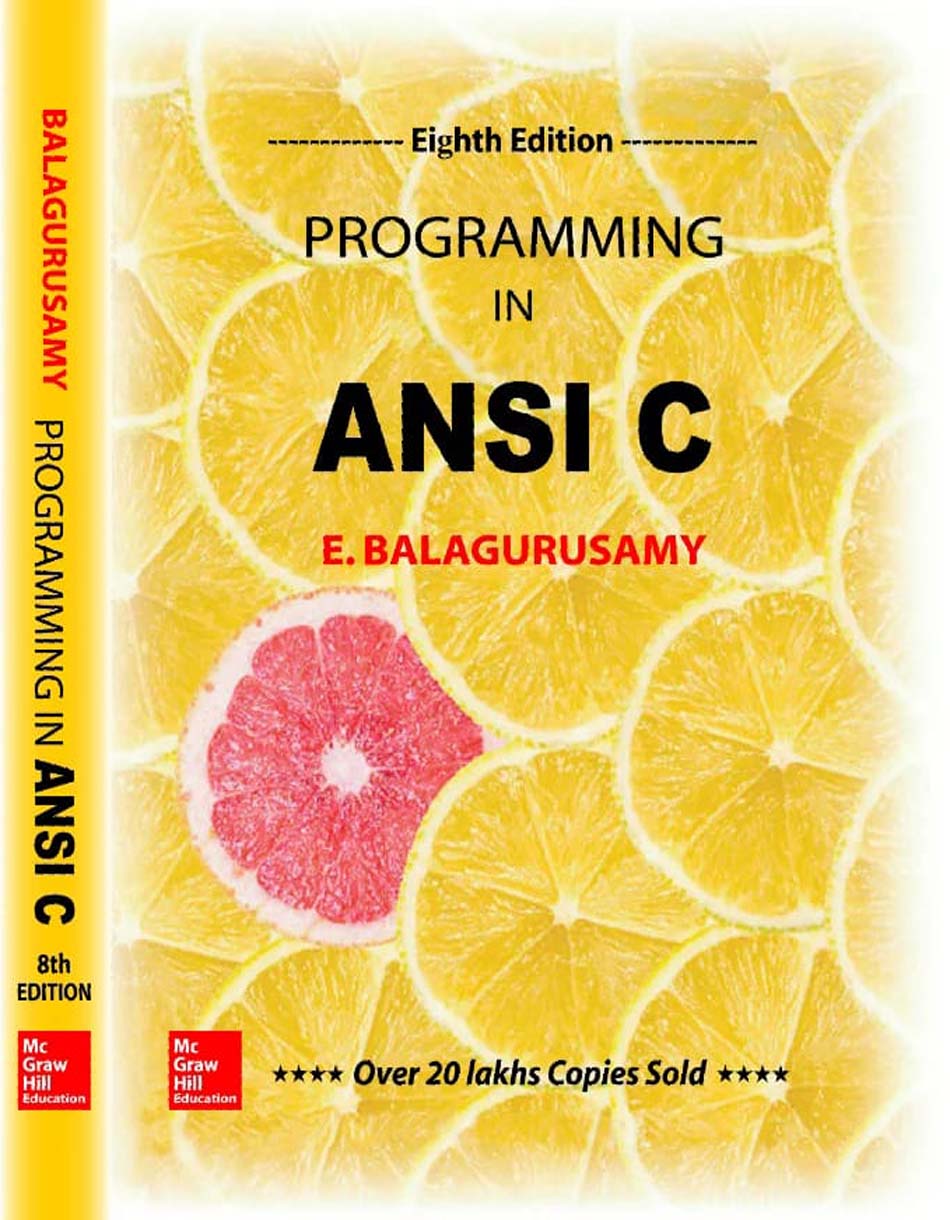 BALAGURUSAMY PROGRAMMING IN ANSI C
8th
EDITION
Mc
Graw
Hill
Education
------------- Eighth Edition -------------
PROGRAMMING
IN
ANSI C
E. BALAGURUSAMY
Mc
Graw
Hill
Education
★★★★ Over 20 lakhs Copies Sold ★★★★